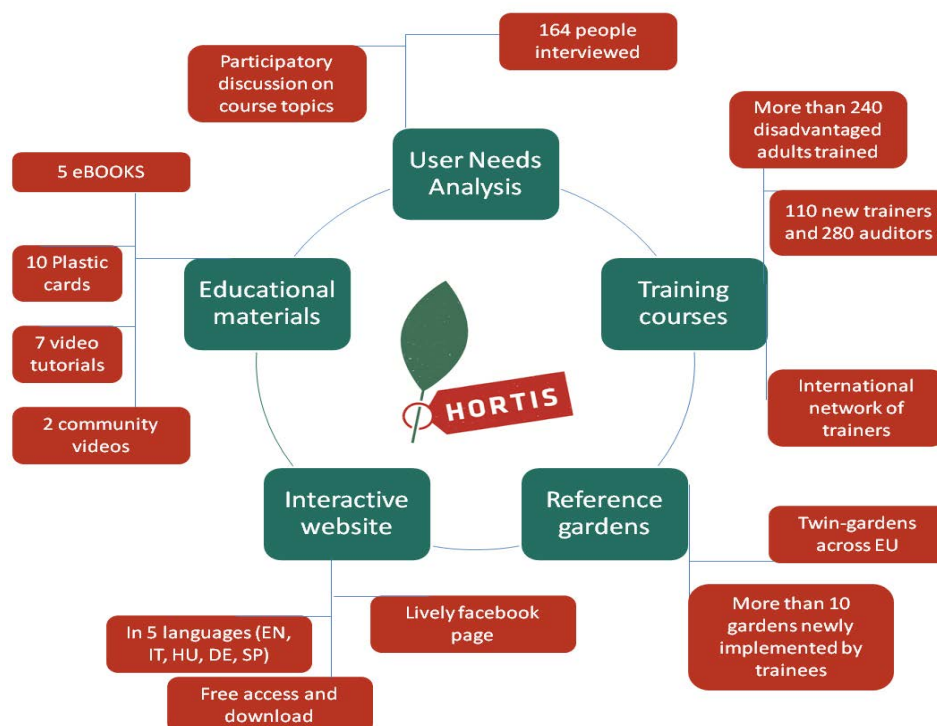 164 people
interviewed
Participatory
discussion on
course topics
User Needs
Analysis
More than 240
disadvantaged
adults trained
110 new trainers
and 280 auditors
Training
courses
International
network of
trainers
5 eBOOKS
10 Plastic
cards
Educational
materials
7 video
tutorials
2 community
videos
HORTIS
Interactive
website
Reference
gardens
Twin-gardens
across EU
More than 10
gardens newly
implemented by
trainees
Lively facebook
page
In 5 languages (EN,
IT, HU, DE, SP)
Free access and
download